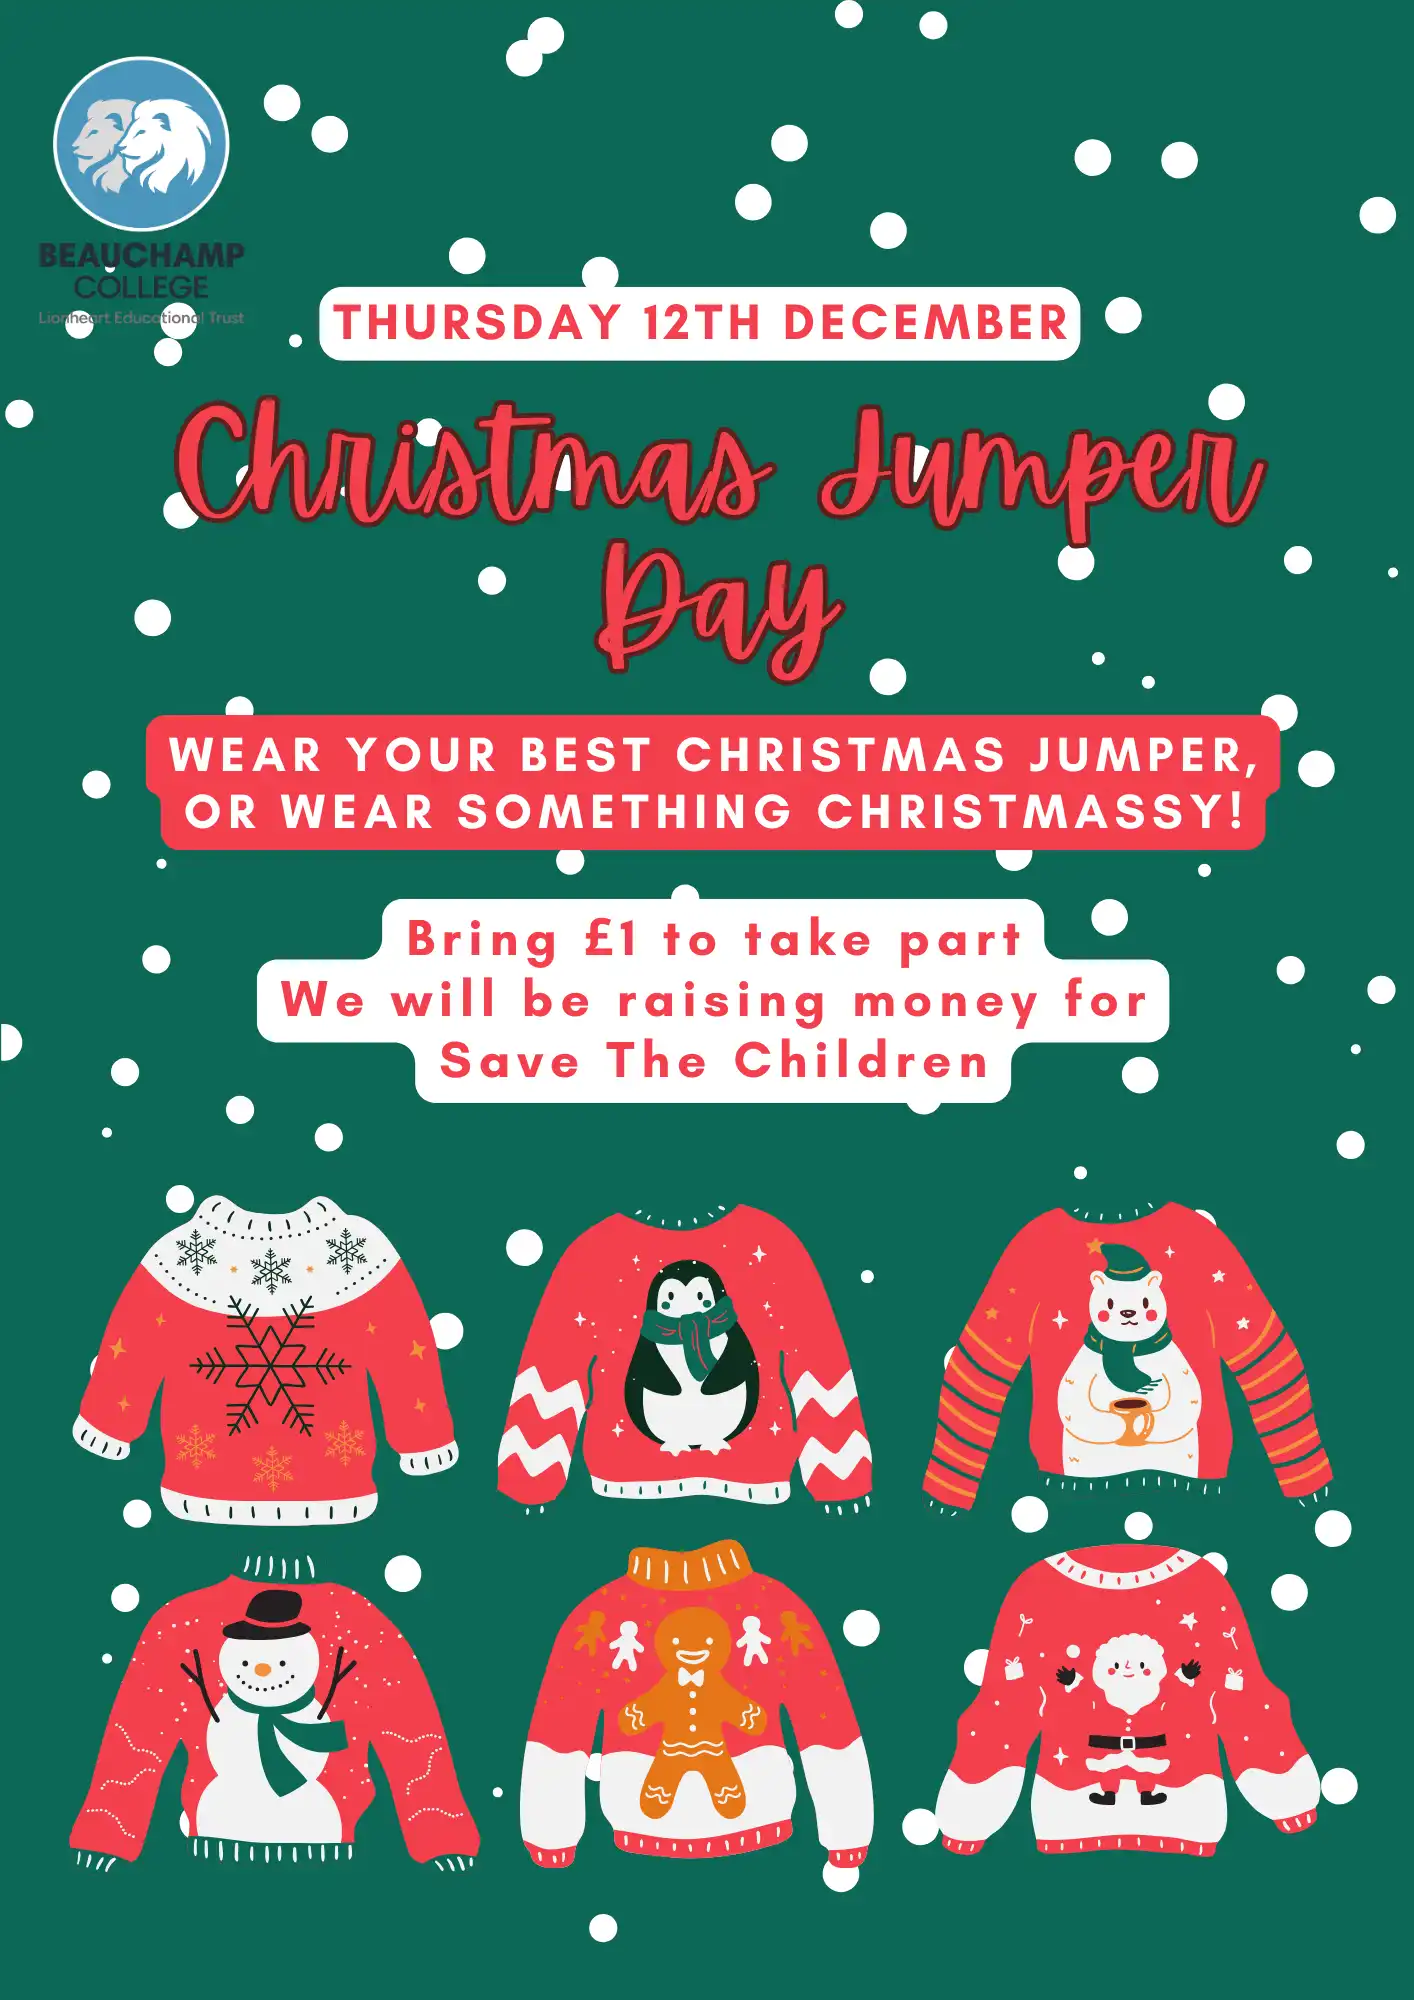 BEAUCHAMP
COLLEGE
Lionheart Educational Trust
THURSDAY 12TH DECEMBER
Christmas Jumper
Day
WEAR YOUR BEST CHRISTMAS JUMPER,
OR WEAR SOMETHING CHRISTMASSY!
Bring £1 to take part
We will be raising money for
Save The Children